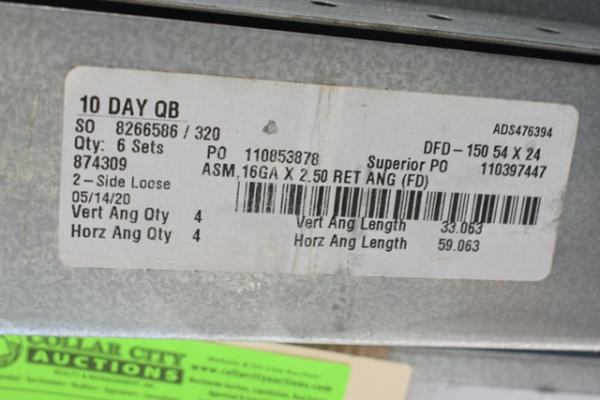 10 DAY QB
ADS476394
SO 8266586 / 320
DFD-150 54 X 24
Qty: 6 Sets
PO 110853878
Superior PO 110397447
874309
ASM,16GA X 2.50 RET ANG (FD)
2-Side Loose
05/14/20
Vert Ang Qty 4
Vert Ang Length 33.063
Horz Ang Qty 4
Horz Ang Length 59.063
COLLAR CITY
AUCTIONS
www.collarcityauctions.com